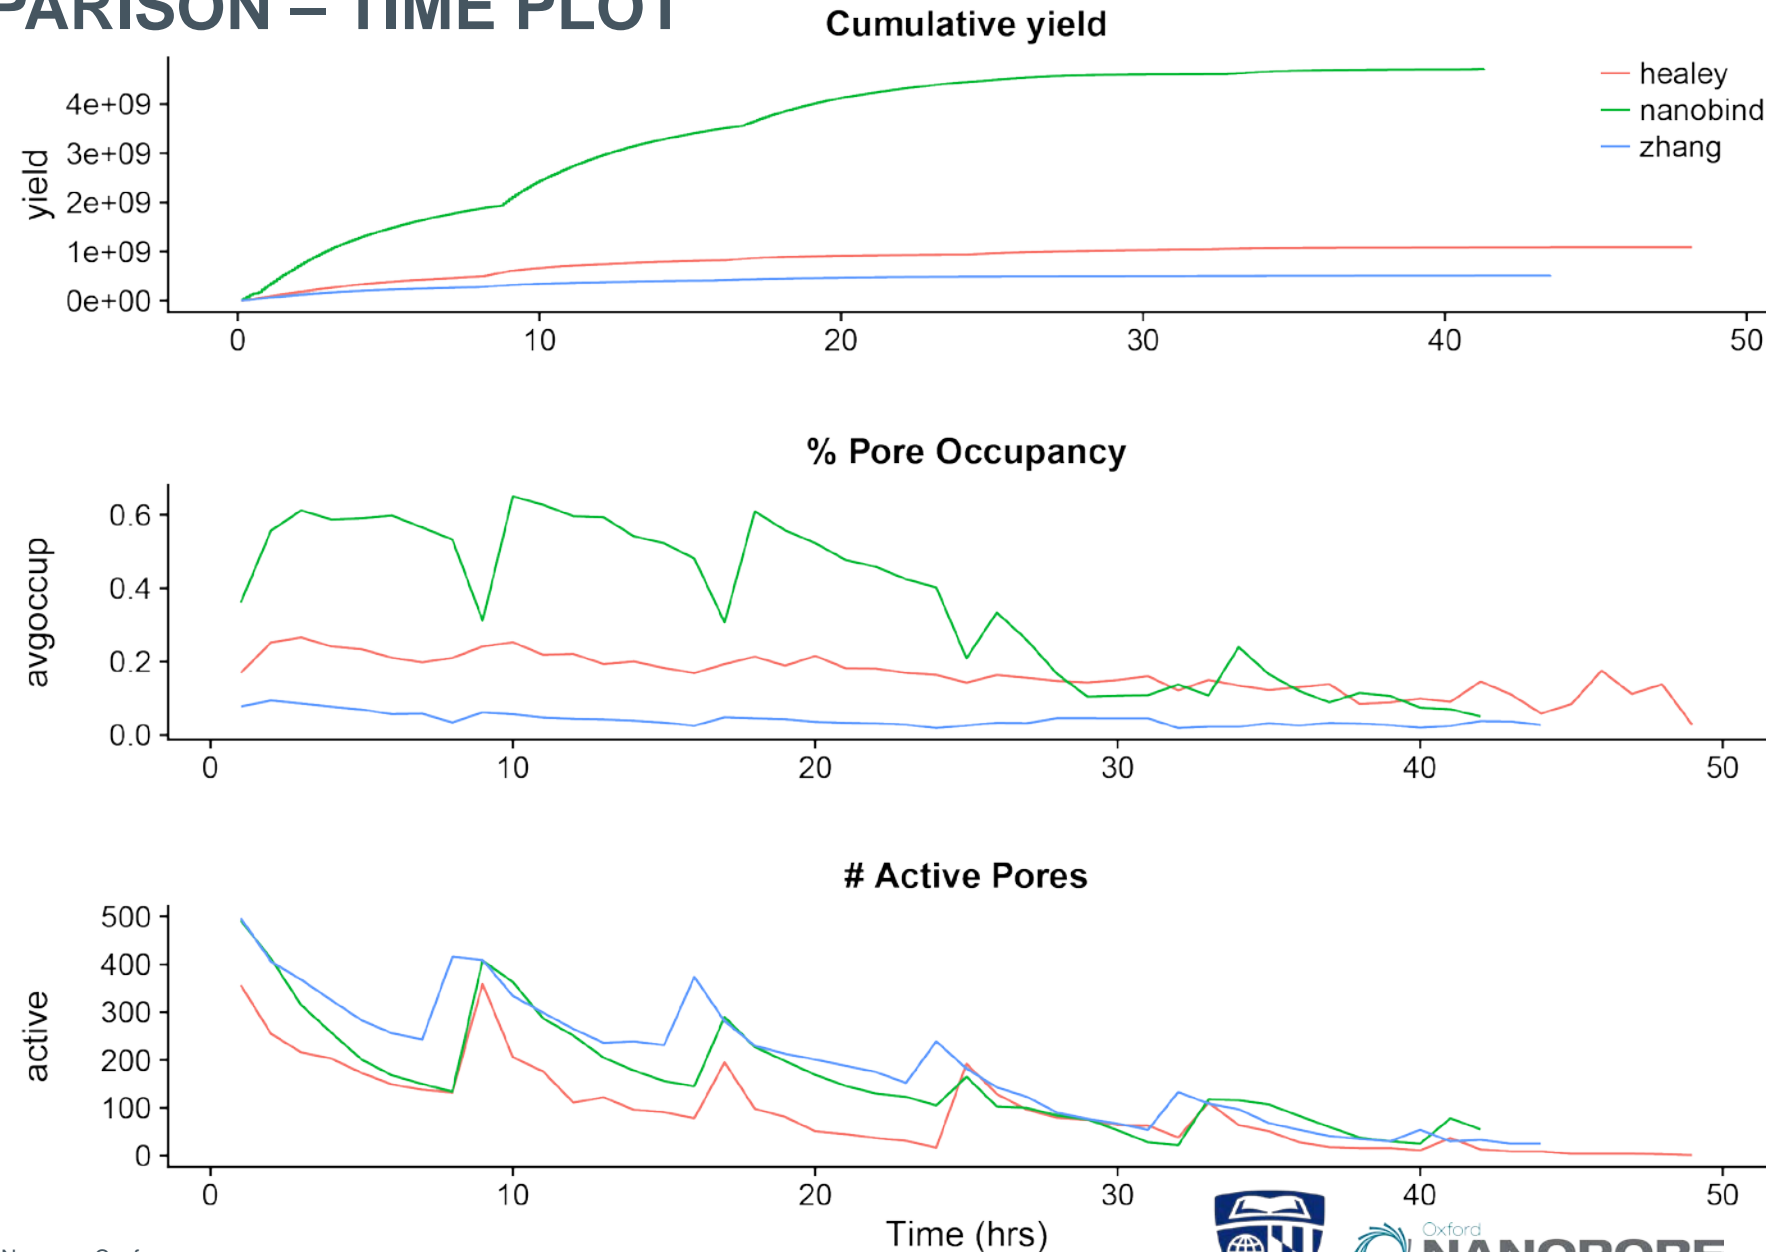 PARISON – TIME PLOT
Cumulative yield
healey
nanobind
zhang
yield
4e+09
3e+09
2e+09
1e+09
0e+00
0 10 20 30 40 50
% Pore Occupancy
avgoccup
0.6
0.4
0.2
0.0
0 10 20 30 40 50
# Active Pores
active
500
400
300
200
100
0
0 10 20 30 40 50
Time (hrs)
Oxford
NANOPORE